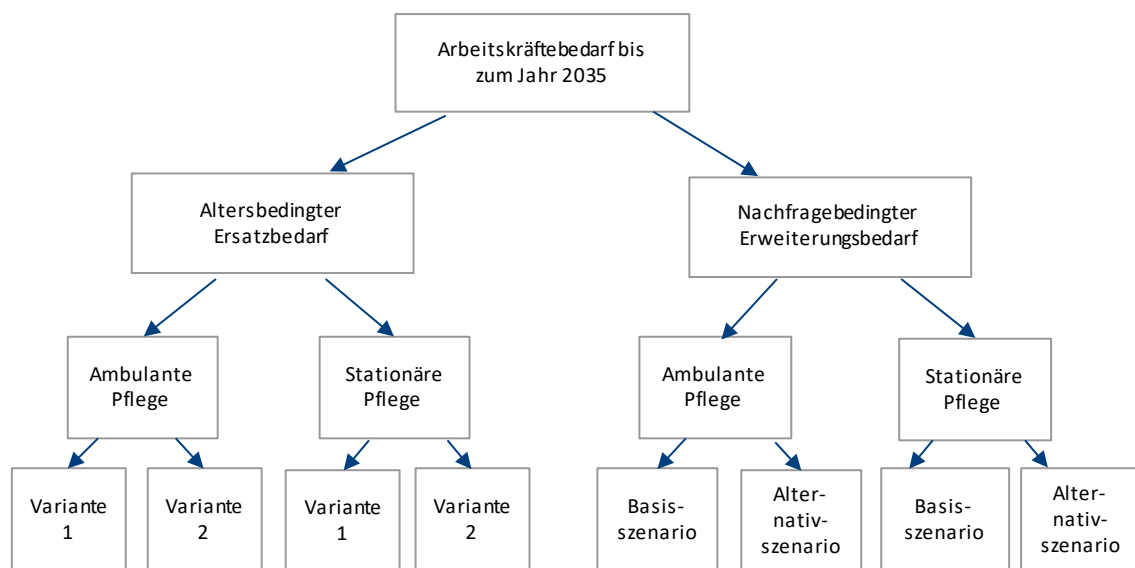 Arbeitskräftebedarf bis
zum Jahr 2035
Altersbedingter
Ersatzbedarf
Nachfragebedingter
Erweiterungsbedarf
Ambulante
Pflege
Stationäre
Pflege
Ambulante
Pflege
Stationäre
Pflege
Variante
1
Variante
2
Variante
1
Variante
2
Basis-
szenario
Alter-
nativ-
szenario
Basis-
szenario
Alter-
nativ-
szenario